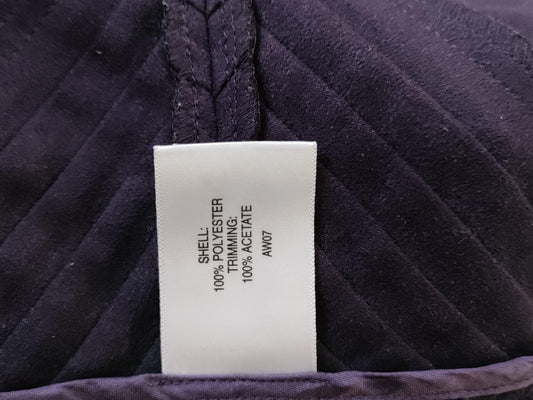 SHELL:
100% POLYESTER
TRIMMING:
100% ACETATE
AW07